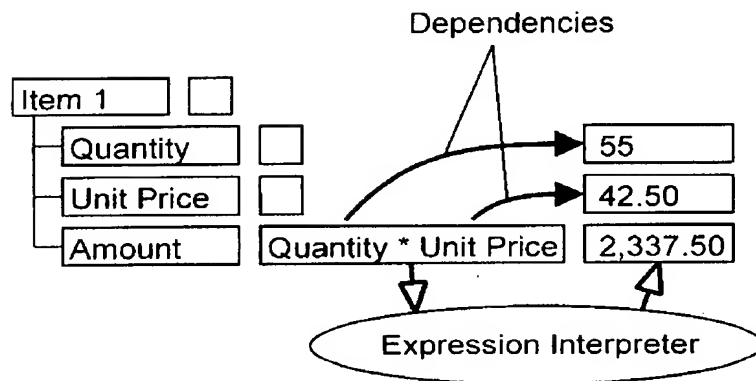 Dependencies
Item 1
Quantity
55
Unit Price
42.50
Amount
Quantity * Unit Price
2,337.50
Expression Interpreter